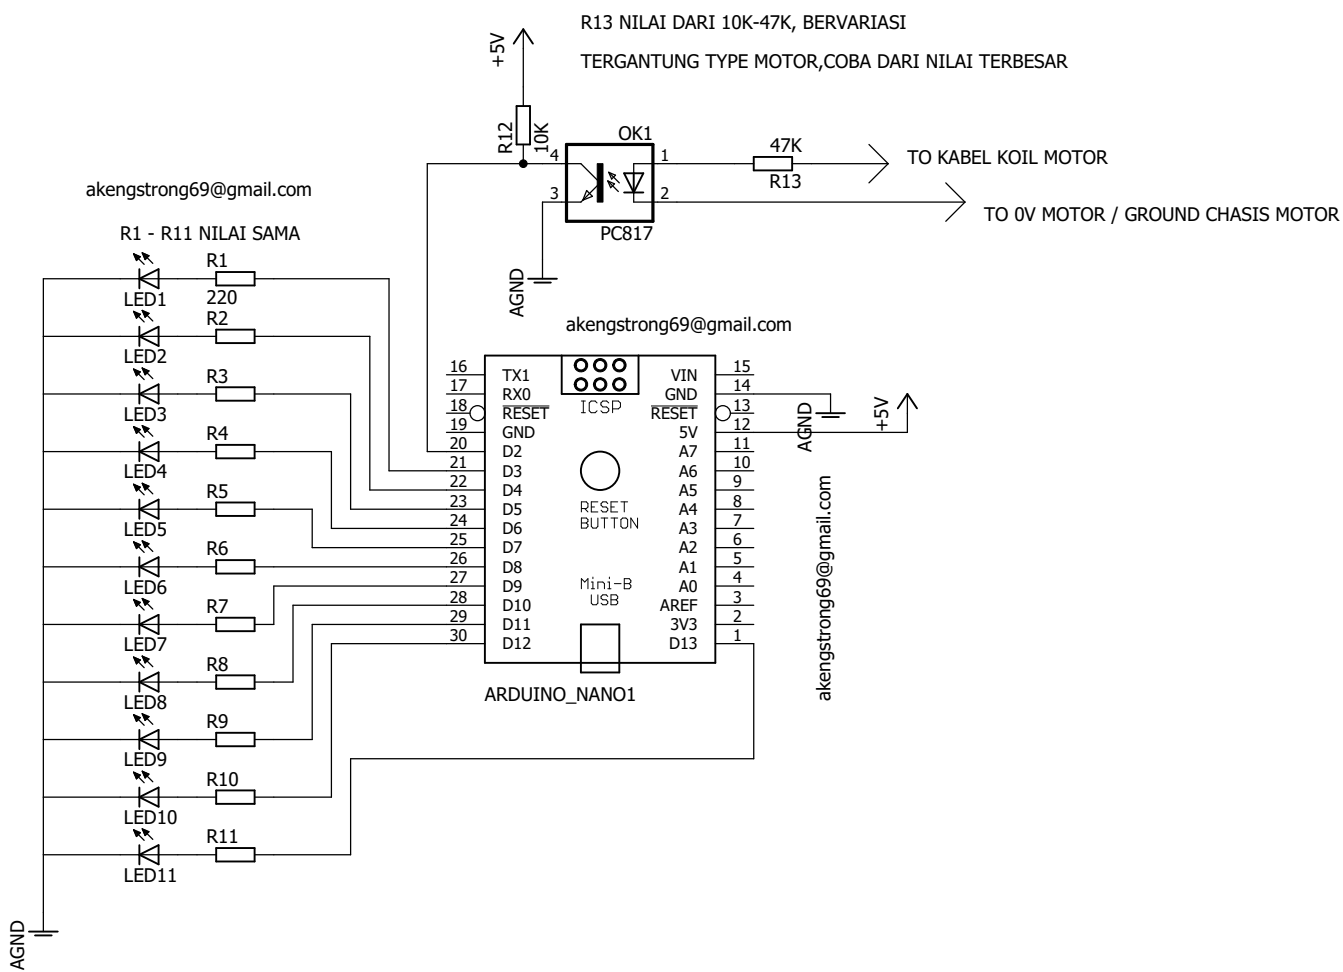 R13 NILAI DARI 10K-47K, BERVARIASI
TERGANTUNG TYPE MOTOR,COBA DARI NILAI TERBESAR
+5V
R12
10K
OK1
4
3
1
2
PC817
47K
R13
TO KABEL KOIL MOTOR
TO 0V MOTOR / GROUND CHASIS MOTOR
AGND
akengstrong69@gmail.com
R1 - R11 NILAI SAMA
R1
220
LED1
R2
LED2
R3
LED3
R4
LED4
R5
LED5
R6
LED6
R7
LED7
R8
LED8
R9
LED9
R10
LED10
R11
LED11
AGND
akengstrong69@gmail.com
16 TX1
17 RX0
18 RESET
19 GND
20 D2
21 D3
22 D4
23 D5
24 D6
25 D7
26 D8
27 D9
28 D10
29 D11
30 D12
ICSP
RESET
BUTTON
Mini-B
USB
VIN 15
GND 14
RESET 13
5V 12
A7 11
A6 10
A5 9
A4 8
A3 7
A2 6
A1 5
A0 4
AREF 3
3V3 2
D13 1
ARDUINO_NANO1
AGND
+5V
akengstrong69@gmail.com